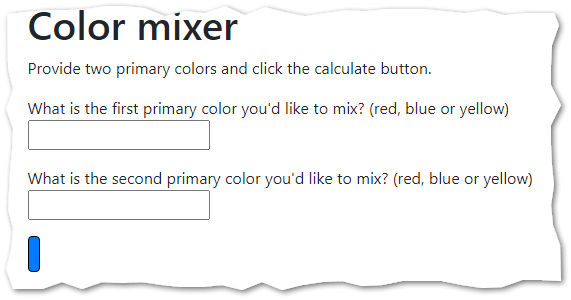 Color mixer
Provide two primary colors and click the calculate button.
What is the first primary color you'd like to mix? (red, blue or yellow)
What is the second primary color you'd like to mix? (red, blue or yellow)